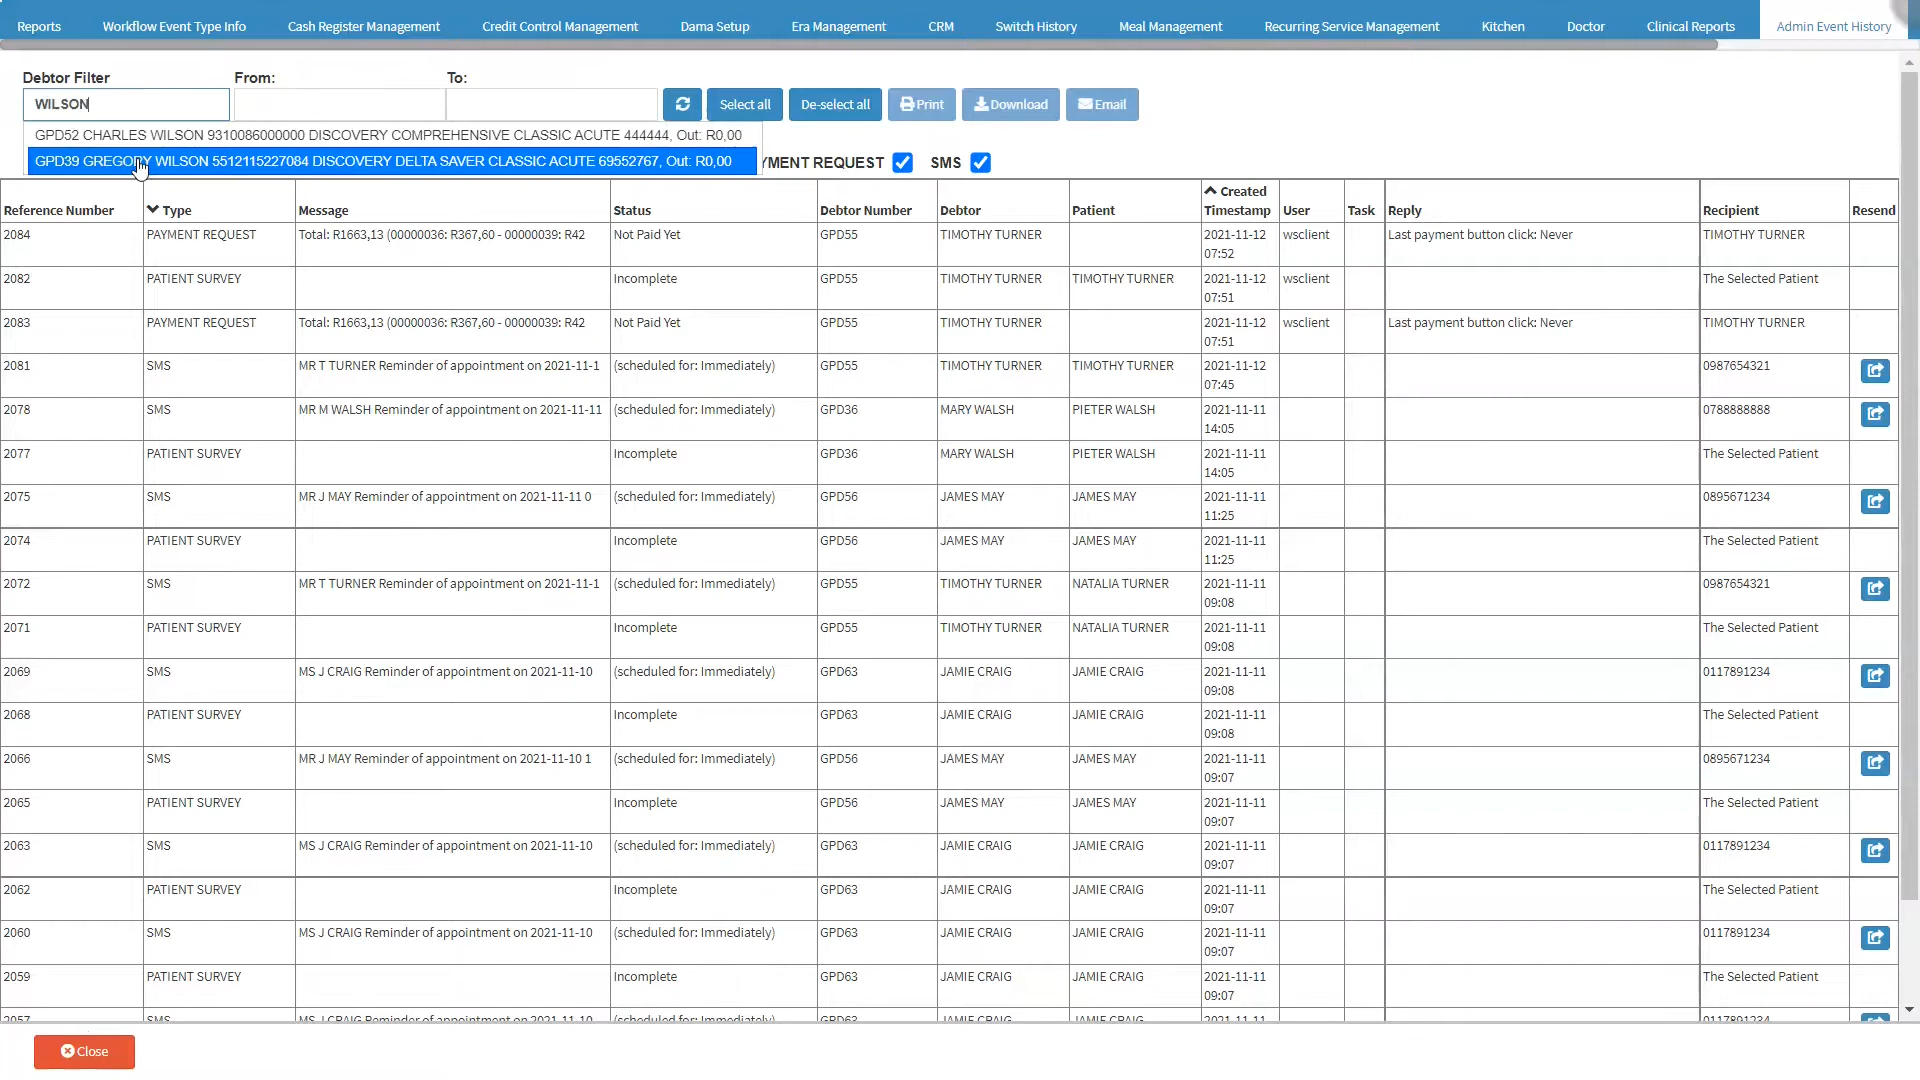 Reports Workflow Event Type Info Cash Register Management Credit Control Management Dama Setup Era Management CRM Switch History Meal Management Recurring Service Management Kitchen Doctor Clinical Reports Admin Event History
Debtor Filter From: To:
WILSON Select all De-select all Print Download Email
GPD52 CHARLES WILSON 9310086000000 DISCOVERY COMPREHENSIVE CLASSIC ACUTE 444444, Out: R0,00
GPD39 GREGORY WILSON 5512115227084 DISCOVERY DELTA SAVER CLASSIC ACUTE 69552767, Out: R0,00
YMENT REQUEST SMS
Reference Number Type Message Status Debtor Number Debtor Patient Created Timestamp User Task Reply Recipient Resend
2084 PAYMENT REQUEST Total: R1663,13 (00000036: R367,60 - 00000039: R42 Not Paid Yet GPD55 TIMOTHY TURNER 2021-11-12 07:52 wsclient Last payment button click: Never TIMOTHY TURNER
2082 PATIENT SURVEY Incomplete GPD55 TIMOTHY TURNER TIMOTHY TURNER 2021-11-12 07:51 wsclient The Selected Patient
2083 PAYMENT REQUEST Total: R1663,13 (00000036: R367,60 - 00000039: R42 Not Paid Yet GPD55 TIMOTHY TURNER 2021-11-12 07:51 wsclient Last payment button click: Never TIMOTHY TURNER
2081 SMS MR T TURNER Reminder of appointment on 2021-11-1 (scheduled for: Immediately) GPD55 TIMOTHY TURNER TIMOTHY TURNER 2021-11-12 07:45 0987654321
2078 SMS MR M WALSH Reminder of appointment on 2021-11-11 (scheduled for: Immediately) GPD36 MARY WALSH PIETER WALSH 2021-11-11 14:05 0788888888
2077 PATIENT SURVEY Incomplete GPD36 MARY WALSH PIETER WALSH 2021-11-11 14:05 The Selected Patient
2075 SMS MR J MAY Reminder of appointment on 2021-11-11 0 (scheduled for: Immediately) GPD56 JAMES MAY JAMES MAY 2021-11-11 11:25 0895671234
2074 PATIENT SURVEY Incomplete GPD56 JAMES MAY JAMES MAY 2021-11-11 11:25 The Selected Patient
2072 SMS MR T TURNER Reminder of appointment on 2021-11-1 (scheduled for: Immediately) GPD55 TIMOTHY TURNER NATALIA TURNER 2021-11-11 09:08 0987654321
2071 PATIENT SURVEY Incomplete GPD55 TIMOTHY TURNER NATALIA TURNER 2021-11-11 09:08 The Selected Patient
2069 SMS MS J CRAIG Reminder of appointment on 2021-11-10 (scheduled for: Immediately) GPD63 JAMIE CRAIG JAMIE CRAIG 2021-11-11 09:08 0117891234
2068 PATIENT SURVEY Incomplete GPD63 JAMIE CRAIG JAMIE CRAIG 2021-11-11 09:08 The Selected Patient
2066 SMS MR J MAY Reminder of appointment on 2021-11-10 1 (scheduled for: Immediately) GPD56 JAMES MAY JAMES MAY 2021-11-11 09:07 0895671234
2065 PATIENT SURVEY Incomplete GPD56 JAMES MAY JAMES MAY 2021-11-11 09:07 The Selected Patient
2063 SMS MS J CRAIG Reminder of appointment on 2021-11-10 (scheduled for: Immediately) GPD63 JAMIE CRAIG JAMIE CRAIG 2021-11-11 09:07 0117891234
2062 PATIENT SURVEY Incomplete GPD63 JAMIE CRAIG JAMIE CRAIG 2021-11-11 09:07 The Selected Patient
2060 SMS MS J CRAIG Reminder of appointment on 2021-11-10 (scheduled for: Immediately) GPD63 JAMIE CRAIG JAMIE CRAIG 2021-11-11 09:07 0117891234
2059 PATIENT SURVEY Incomplete GPD63 JAMIE CRAIG JAMIE CRAIG 2021-11-11 09:07 The Selected Patient
2057 SMS MS J CRAIG Reminder of appointment on 2021-11-10 (scheduled for: Immediately) GPD63 JAMIE CRAIG JAMIE CRAIG 2021-11-11 0117891234
Close